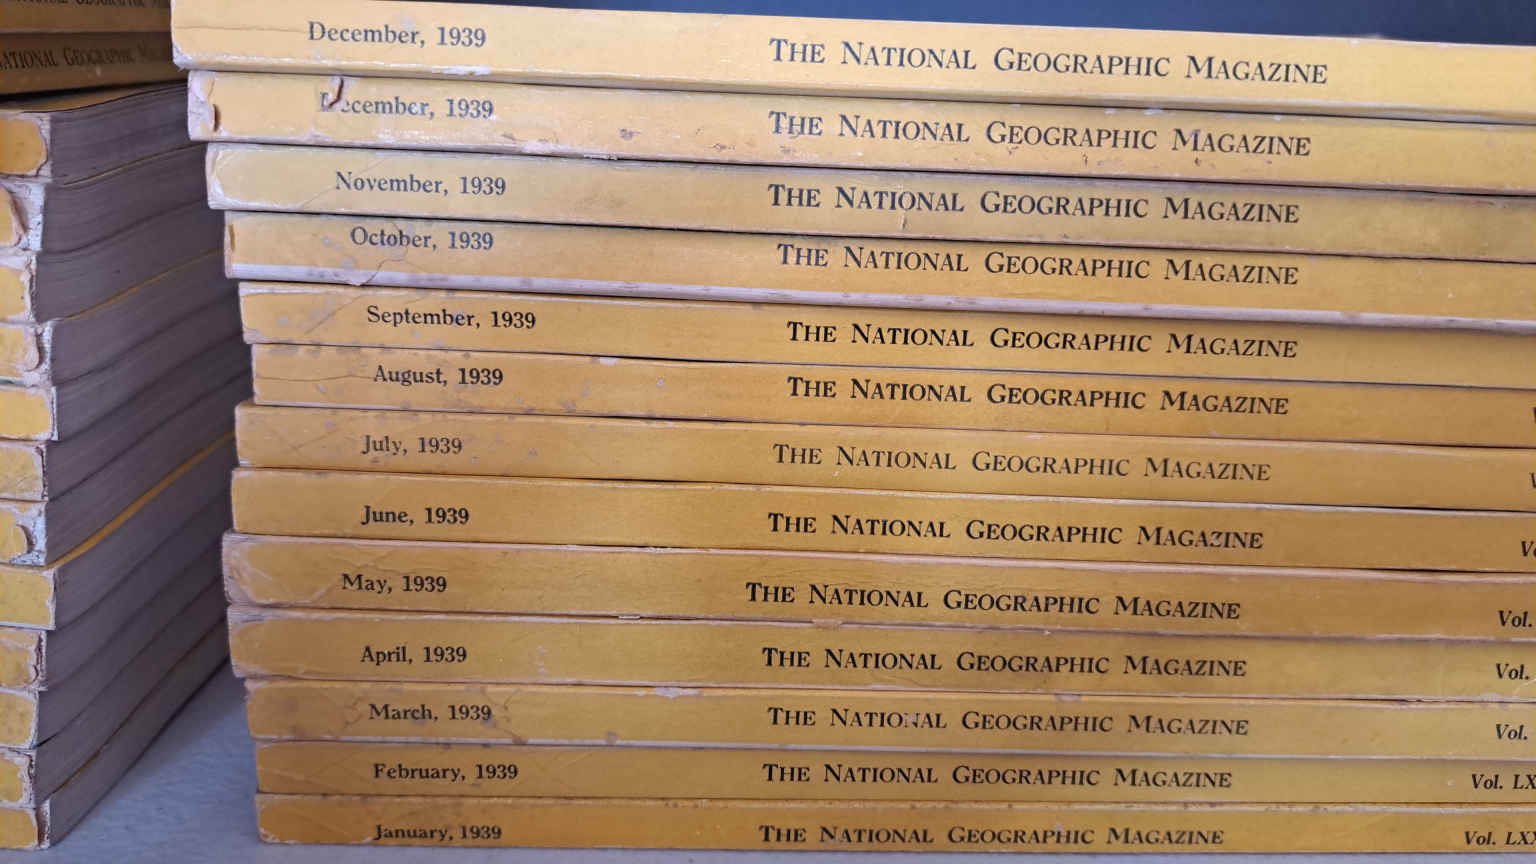 NATIONAL GEOGRAPHIC
December, 1939 THE NATIONAL GEOGRAPHIC MAGAZINE
December, 1939 THE NATIONAL GEOGRAPHIC MAGAZINE
November, 1939 THE NATIONAL GEOGRAPHIC MAGAZINE
October, 1939 THE NATIONAL GEOGRAPHIC MAGAZINE
September, 1939 THE NATIONAL GEOGRAPHIC MAGAZINE
August, 1939 THE NATIONAL GEOGRAPHIC MAGAZINE
July, 1939 THE NATIONAL GEOGRAPHIC MAGAZINE
June, 1939 THE NATIONAL GEOGRAPHIC MAGAZINE
May, 1939 THE NATIONAL GEOGRAPHIC MAGAZINE Vol.
April, 1939 THE NATIONAL GEOGRAPHIC MAGAZINE Vol.
March, 1939 THE NATIONAL GEOGRAPHIC MAGAZINE Vol.
February, 1939 THE NATIONAL GEOGRAPHIC MAGAZINE Vol. LX
January, 1939 THE NATIONAL GEOGRAPHIC MAGAZINE Vol. LXX